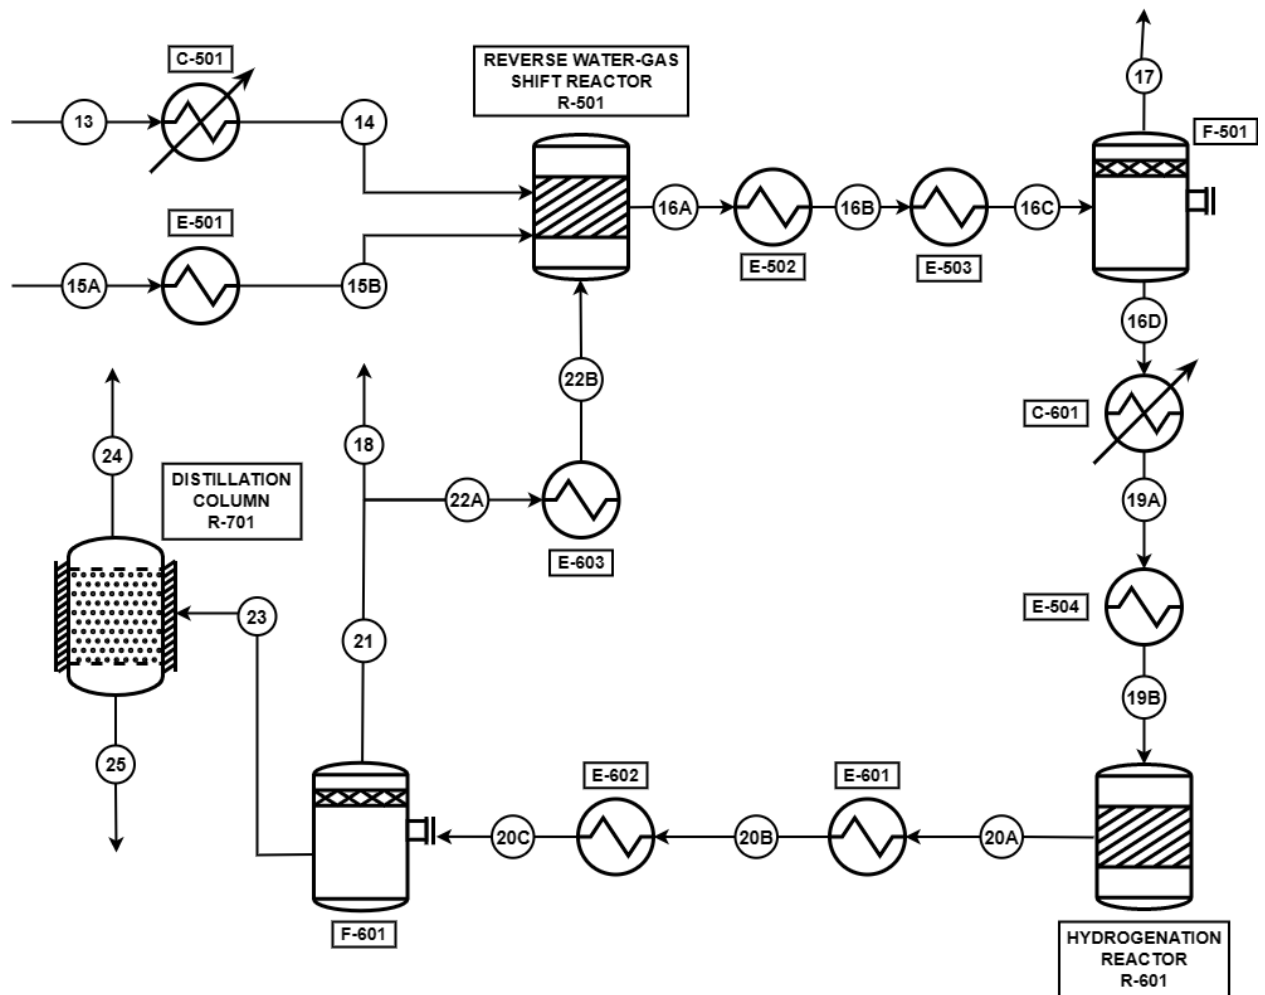 C-501
REVERSE WATER-GAS
SHIFT REACTOR
R-501
17
13
14
F-501
E-501
16A
16B
16C
E-502
E-503
15A
15B
16D
22B
C-601
18
24
DISTILLATION
COLUMN
R-701
22A
19A
E-603
E-504
23
21
19B
25
E-602
E-601
20C
20B
20A
F-601
HYDROGENATION
REACTOR
R-601